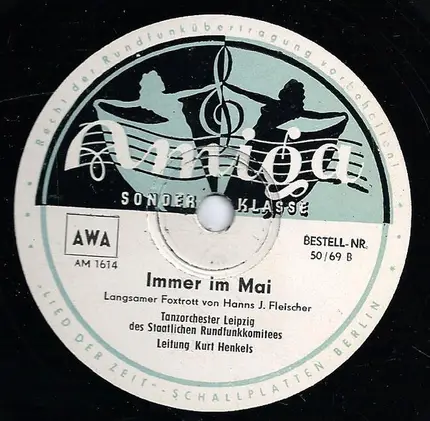 Recht der Rundfunkübertragung vorbehalten!
Amiga
SONDER KLASSE
AWA
AM 1614
BESTELL-NR.
50/69 B
Immer im Mai
Langsamer Foxtrott von Hanns J. Fleischer
Tanzorchester Leipzig
des Staatlichen Rundfunkkomitees
Leitung Kurt Henkels
"LIED DER ZEIT"-SCHALLPLATTEN BERLIN